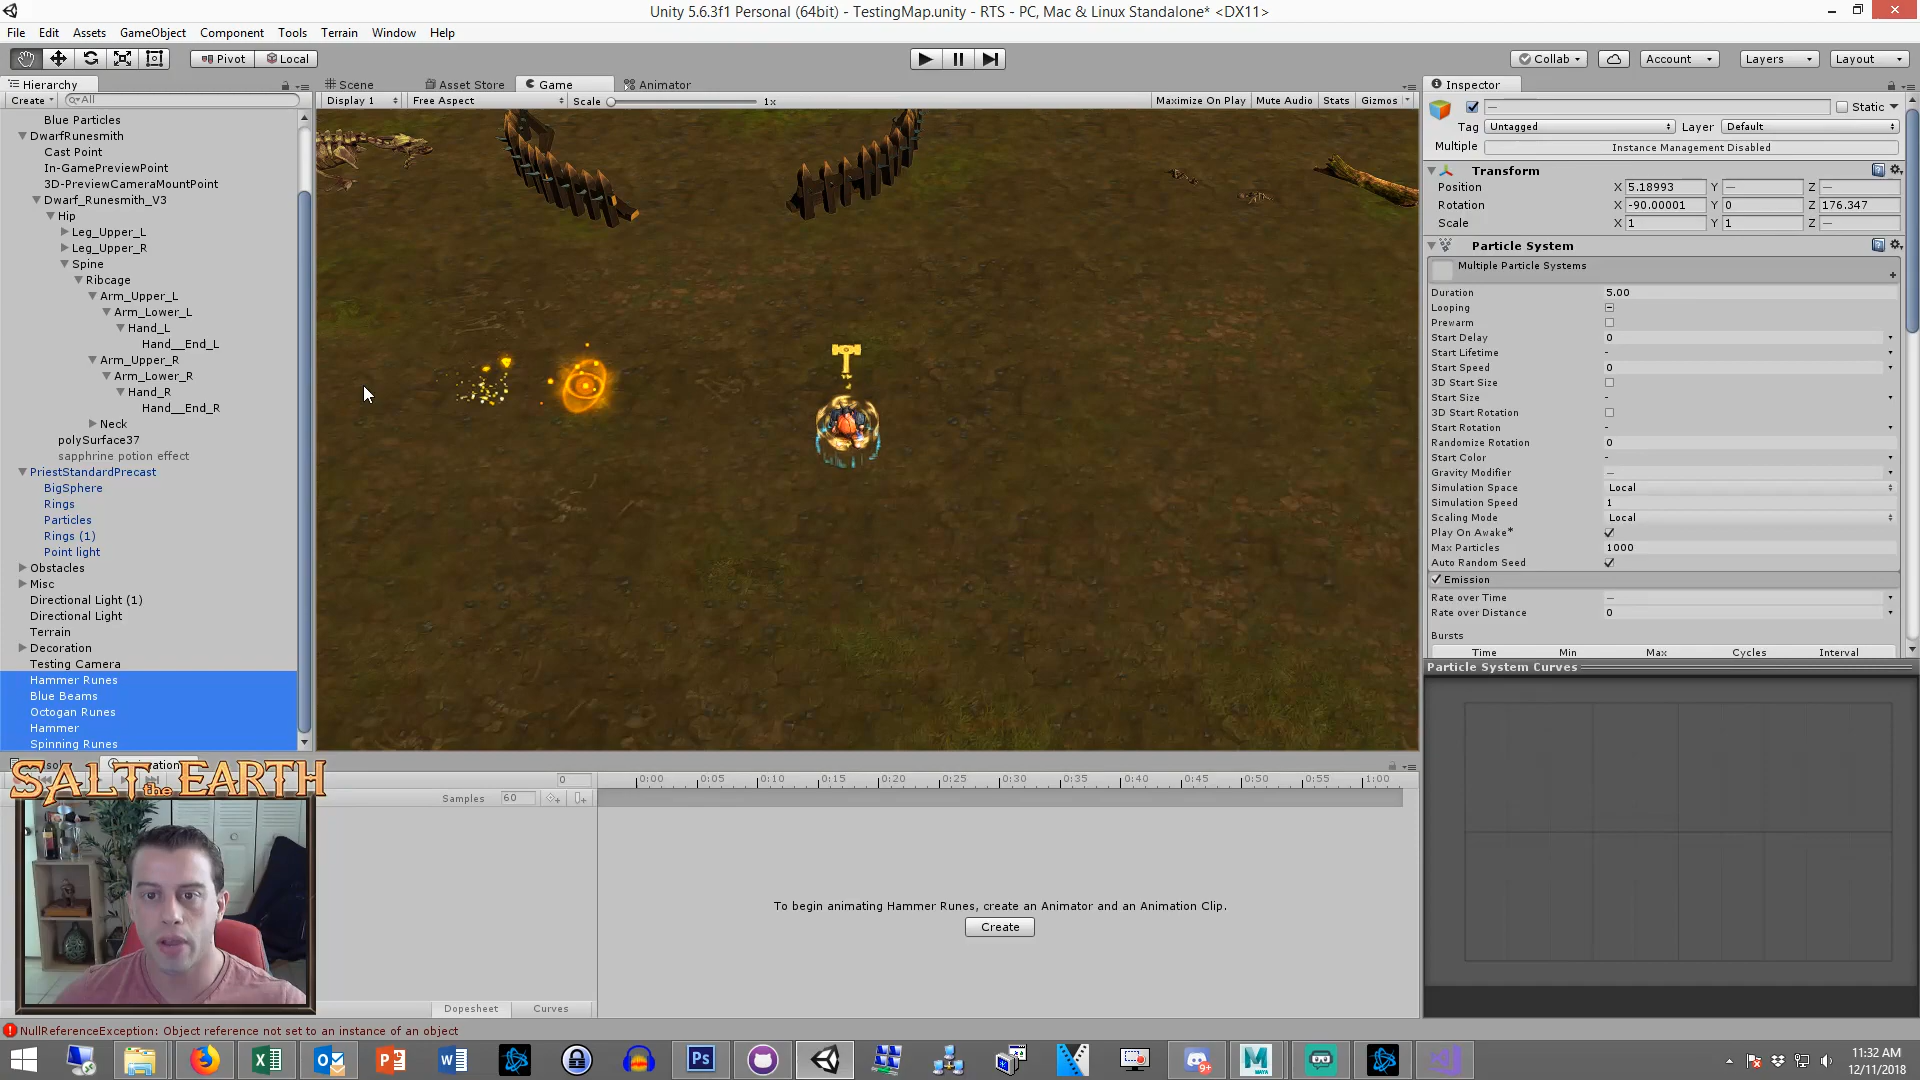 Unity 5.6.3f1 Personal (64bit) - TestingMap.unity - RTS - PC, Mac & Linux Standalone* <DX11>
File Edit Assets GameObject Component Tools Terrain Window Help
Pivot Local Collab Account Layers Layout
Hierarchy Scene Asset Store Game Animator Inspector
Create All Display 1 Free Aspect Scale 1x Maximize On Play Mute Audio Stats Gizmos Static
Blue Particles
DwarfRunesmith
Cast Point
In-GamePreviewPoint
3D-PreviewCameraMountPoint
Dwarf_Runesmith_V3
Hip
Leg_Upper_L
Leg_Upper_R
Spine
Ribcage
Arm_Upper_L
Arm_Lower_L
Hand_L
Hand__End_L
Arm_Upper_R
Arm_Lower_R
Hand_R
Hand__End_R
Neck
polySurface37
sapphrine potion effect
PriestStandardPrecast
BigSphere
Rings
Particles
Rings (1)
Point light
Obstacles
Misc
Directional Light (1)
Directional Light
Terrain
Decoration
Testing Camera
Hammer Runes
Blue Beams
Octogan Runes
Hammer
Spinning Runes
Tag Untagged Layer Default
Multiple Instance Management Disabled
Transform
Position X 5.18993 Y — Z —
Rotation X -90.00001 Y 0 Z 176.347
Scale X 1 Y 1 Z —
Particle System
Multiple Particle Systems
Duration 5.00
Looping
Prewarm
Start Delay 0
Start Lifetime -
Start Speed 0
3D Start Size
Start Size -
3D Start Rotation
Start Rotation -
Randomize Rotation 0
Start Color -
Gravity Modifier —
Simulation Space Local
Simulation Speed 1
Scaling Mode Local
Play On Awake*
Max Particles 1000
Auto Random Seed
Emission
Rate over Time —
Rate over Distance 0
Bursts
Time Min Max Cycles Interval
Particle System Curves
SALT the EARTH
0 0:00 0:05 0:10 0:15 0:20 0:25 0:30 0:35 0:40 0:45 0:50 0:55 1:00
Samples 60
To begin animating Hammer Runes, create an Animator and an Animation Clip.
Create
Dopesheet Curves
NullReferenceException: Object reference not set to an instance of an object
11:32 AM
12/11/2018